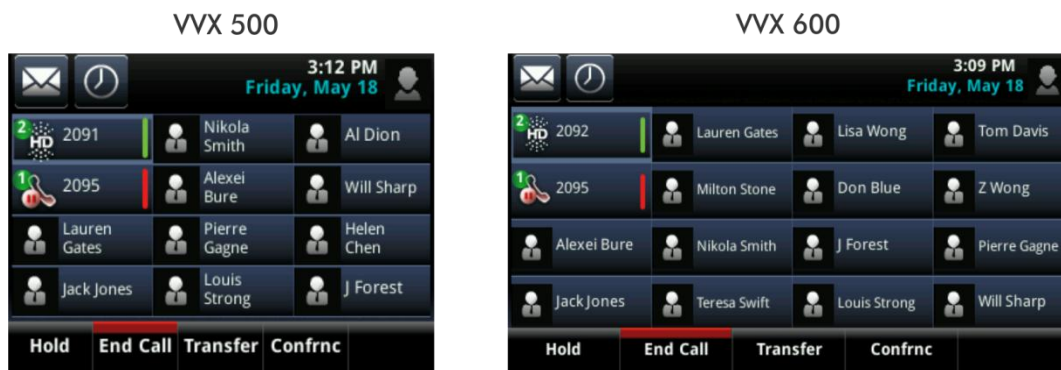 VVX 500
3:12 PM
Friday, May 18
2 HD 2091
Nikola
Smith
Al Dion
1 2095
Alexei
Bure
Will Sharp
Lauren
Gates
Pierre
Gagne
Helen
Chen
Jack Jones
Louis
Strong
J Forest
Hold End Call Transfer Confrnc
VVX 600
3:09 PM
Friday, May 18
2 HD 2092
Lauren Gates
Lisa Wong
Tom Davis
1 2095
Milton Stone
Don Blue
Z Wong
Alexei Bure
Nikola Smith
J Forest
Pierre Gagne
Jack Jones
Teresa Swift
Louis Strong
Will Sharp
Hold End Call Transfer Confrnc